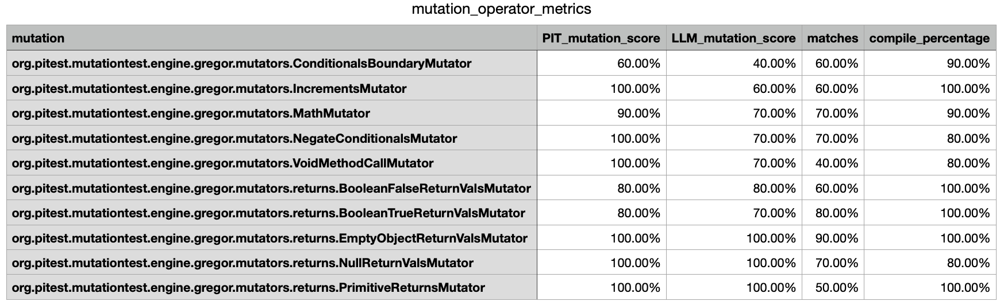 mutation_operator_metrics
mutation PIT_mutation_score LLM_mutation_score matches compile_percentage
org.pitest.mutationtest.engine.gregor.mutators.ConditionalsBoundaryMutator 60.00% 40.00% 60.00% 90.00%
org.pitest.mutationtest.engine.gregor.mutators.IncrementsMutator 100.00% 60.00% 60.00% 100.00%
org.pitest.mutationtest.engine.gregor.mutators.MathMutator 90.00% 70.00% 70.00% 90.00%
org.pitest.mutationtest.engine.gregor.mutators.NegateConditionalsMutator 100.00% 70.00% 70.00% 80.00%
org.pitest.mutationtest.engine.gregor.mutators.VoidMethodCallMutator 100.00% 70.00% 40.00% 80.00%
org.pitest.mutationtest.engine.gregor.mutators.returns.BooleanFalseReturnValsMutator 80.00% 80.00% 60.00% 100.00%
org.pitest.mutationtest.engine.gregor.mutators.returns.BooleanTrueReturnValsMutator 80.00% 70.00% 80.00% 100.00%
org.pitest.mutationtest.engine.gregor.mutators.returns.EmptyObjectReturnValsMutator 100.00% 100.00% 90.00% 100.00%
org.pitest.mutationtest.engine.gregor.mutators.returns.NullReturnValsMutator 100.00% 100.00% 70.00% 80.00%
org.pitest.mutationtest.engine.gregor.mutators.returns.PrimitiveReturnsMutator 100.00% 100.00% 50.00% 100.00%